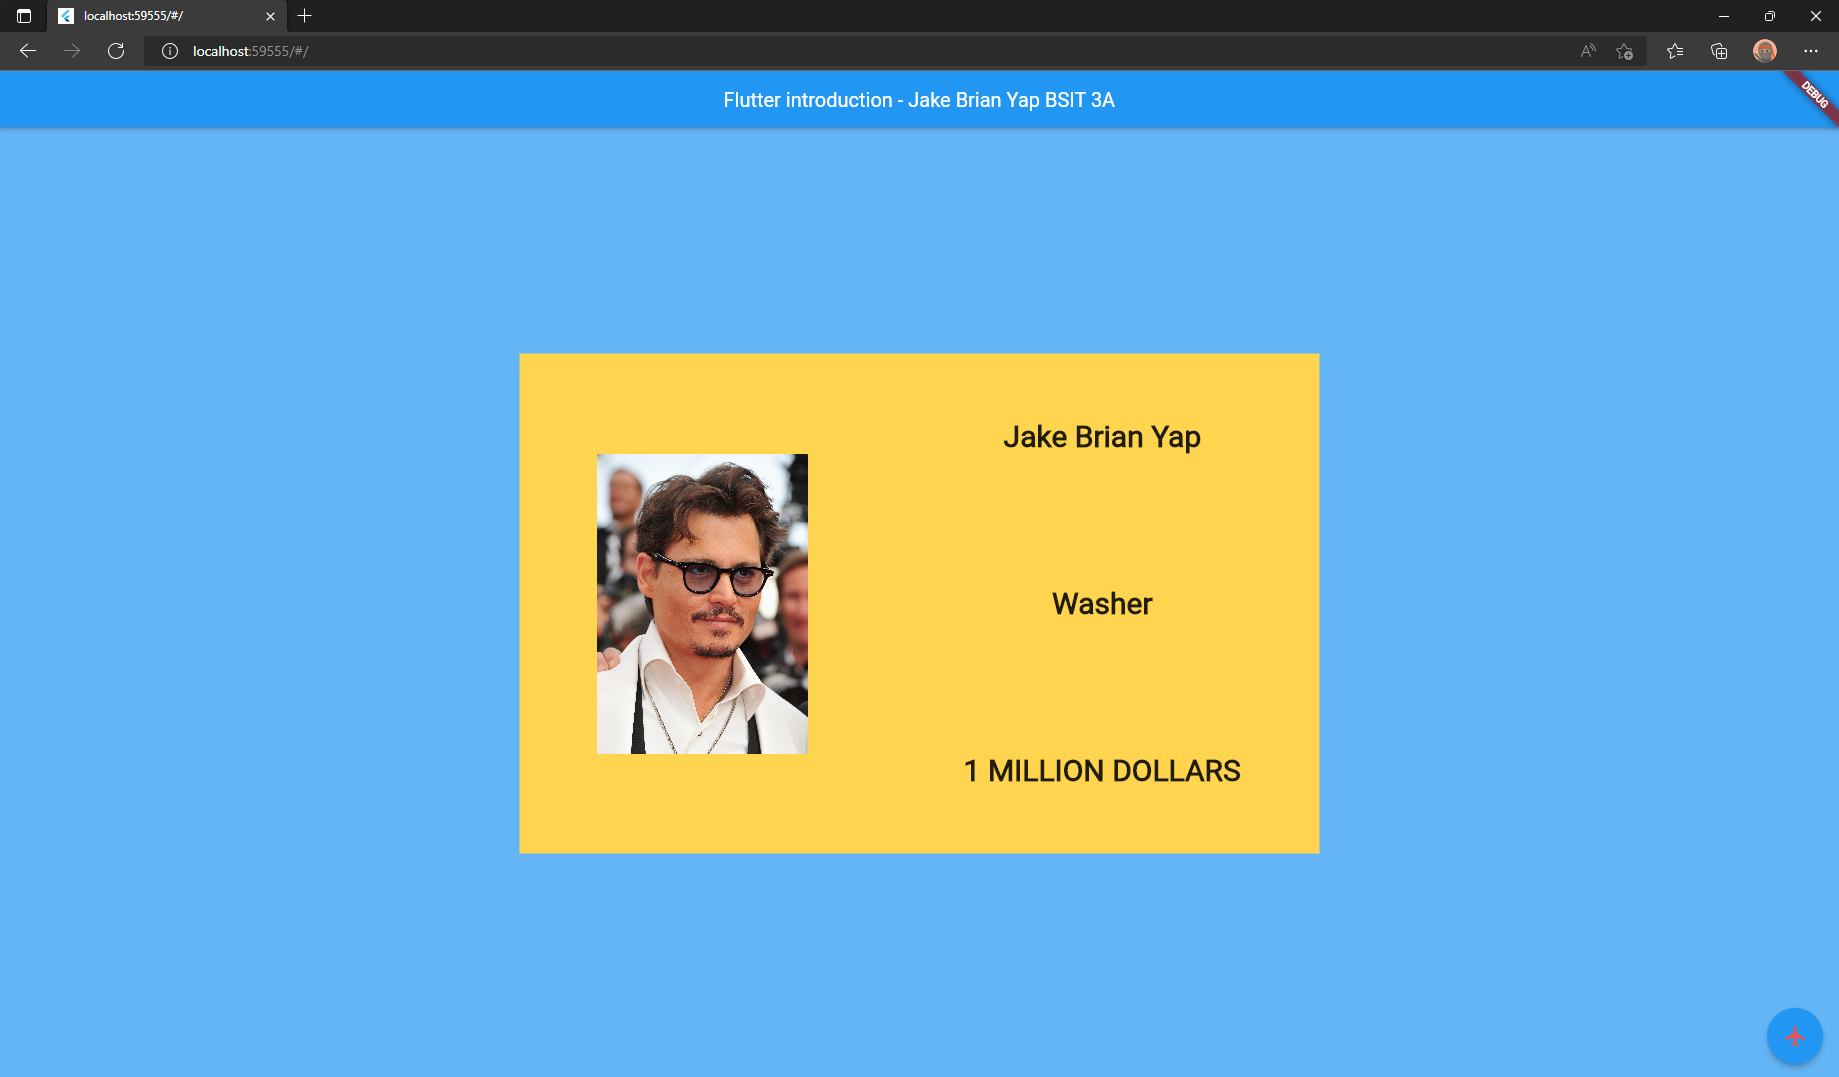 localhost:59555/#/
localhost:59555/#/
Flutter introduction - Jake Brian Yap BSIT 3A
DEBUG
Jake Brian Yap
Washer
1 MILLION DOLLARS